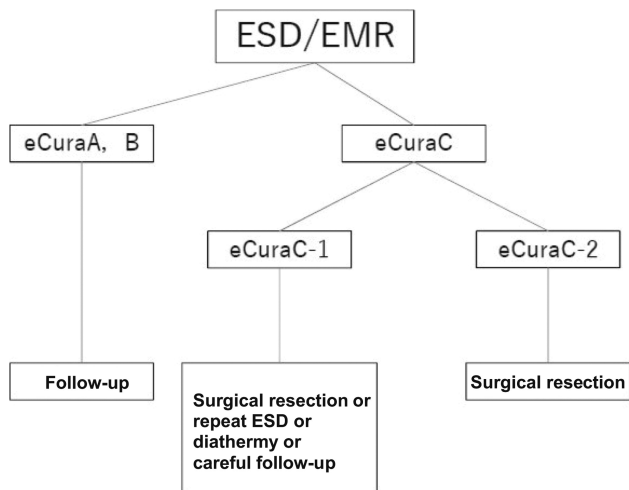 ESD/EMR
eCuraA, B
eCuraC
eCuraC-1
eCuraC-2
Follow-up
Surgical resection or
repeat ESD or
diathermy or
careful follow-up
Surgical resection